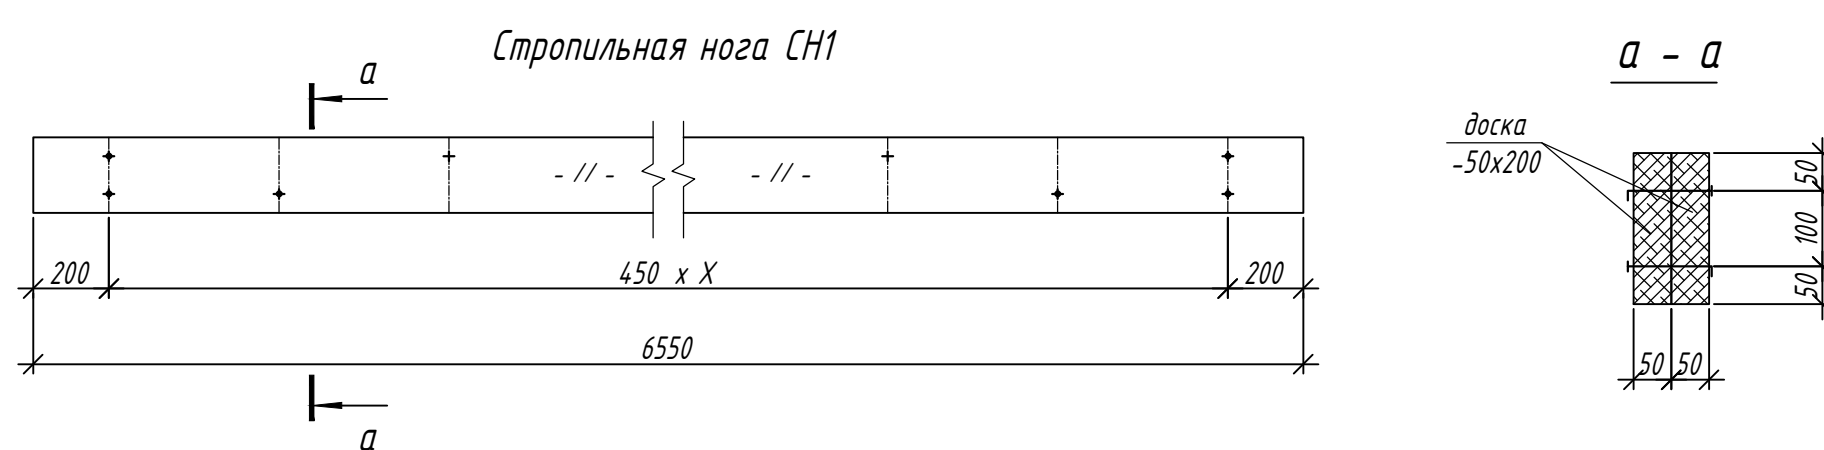 Стропильная нога СН1
а
а - а
доска
-50х200
- // -
- // -
200
450 х Х
200
6550
а
50
100
50
50
50